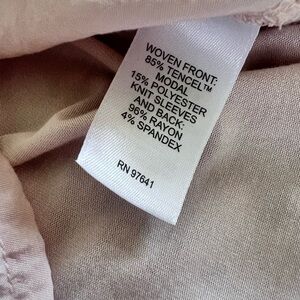 WOVEN FRONT:
85% TENCEL™
MODAL
15% POLYESTER
KNIT SLEEVES
AND BACK:
96% RAYON
4% SPANDEX
RN 97641